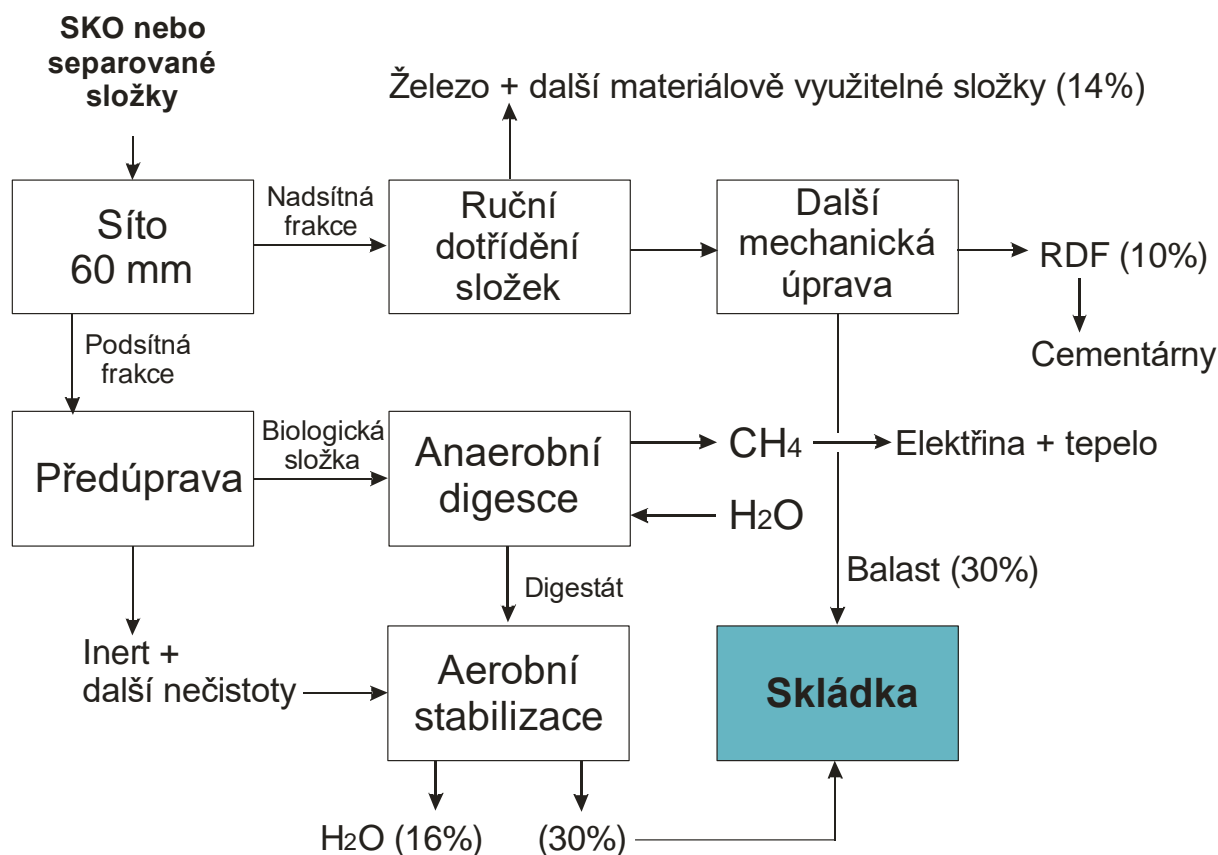 SKO nebo
separované
složky
Železo + další materiálově využitelné složky (14%)
Síto
60 mm
Nadsítná
frakce
Ruční
dotřídění
složek
Další
mechanická
úprava
RDF (10%)
Cementárny
Podsítná
frakce
Předúprava
Biologická
složka
Anaerobní
digesce
CH4
Elektřina + tepelo
H2O
Balast (30%)
Digestát
Inert +
další nečistoty
Aerobní
stabilizace
Skládka
H2O (16%)
(30%)